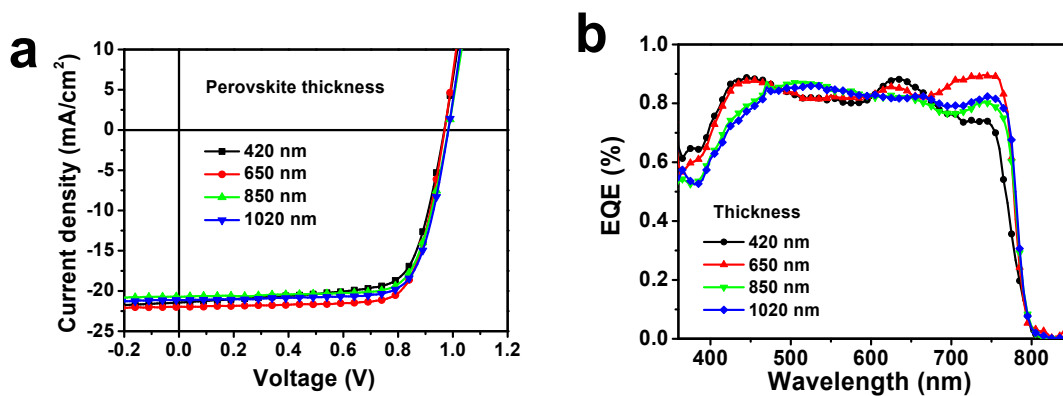 a
10
5
0
-5
-10
-15
-20
-25
-0.2 0.0 0.2 0.4 0.6 0.8 1.0 1.2
Current density (mA/cm²)
Voltage (V)
Perovskite thickness
420 nm
650 nm
850 nm
1020 nm
b
1.0
0.8
0.6
0.4
0.2
0.0
400 500 600 700 800
EQE (%)
Wavelength (nm)
Thickness
420 nm
650 nm
850 nm
1020 nm